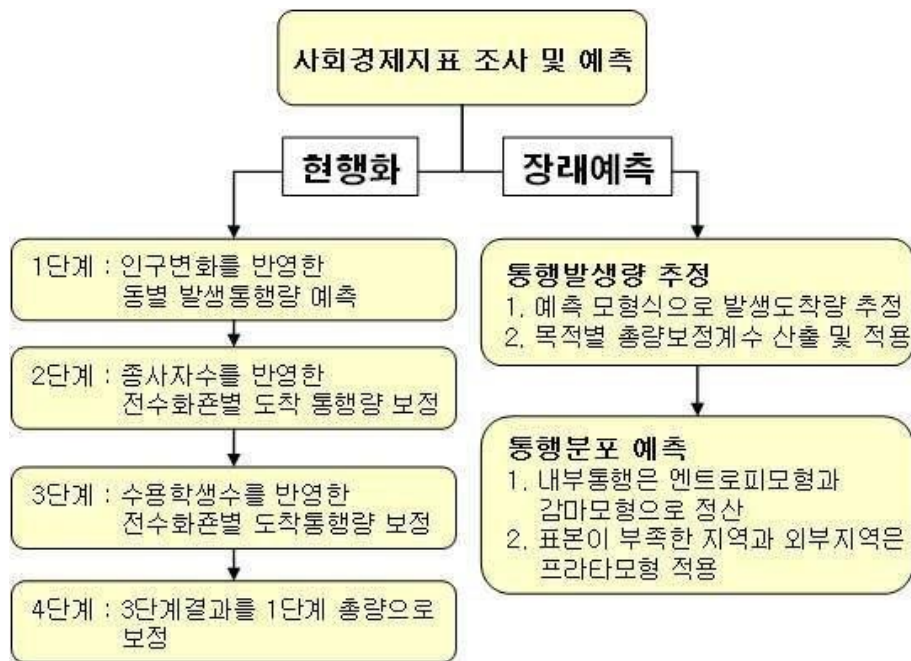 사회경제지표 조사 및 예측
현행화
장래예측
1단계 : 인구변화를 반영한
동별 발생통행량 예측
2단계 : 종사자수를 반영한
전수화죤별 도착 통행량 보정
3단계 : 수용학생수를 반영한
전수화죤별 도착통행량 보정
4단계 : 3단계결과를 1단계 총량으로
보정
통행발생량 추정
1. 예측 모형식으로 발생도착량 추정
2. 목적별 총량보정계수 산출 및 적용
통행분포 예측
1. 내부통행은 엔트로피모형과
감마모형으로 정산
2. 표본이 부족한 지역과 외부지역은
프라타모형 적용